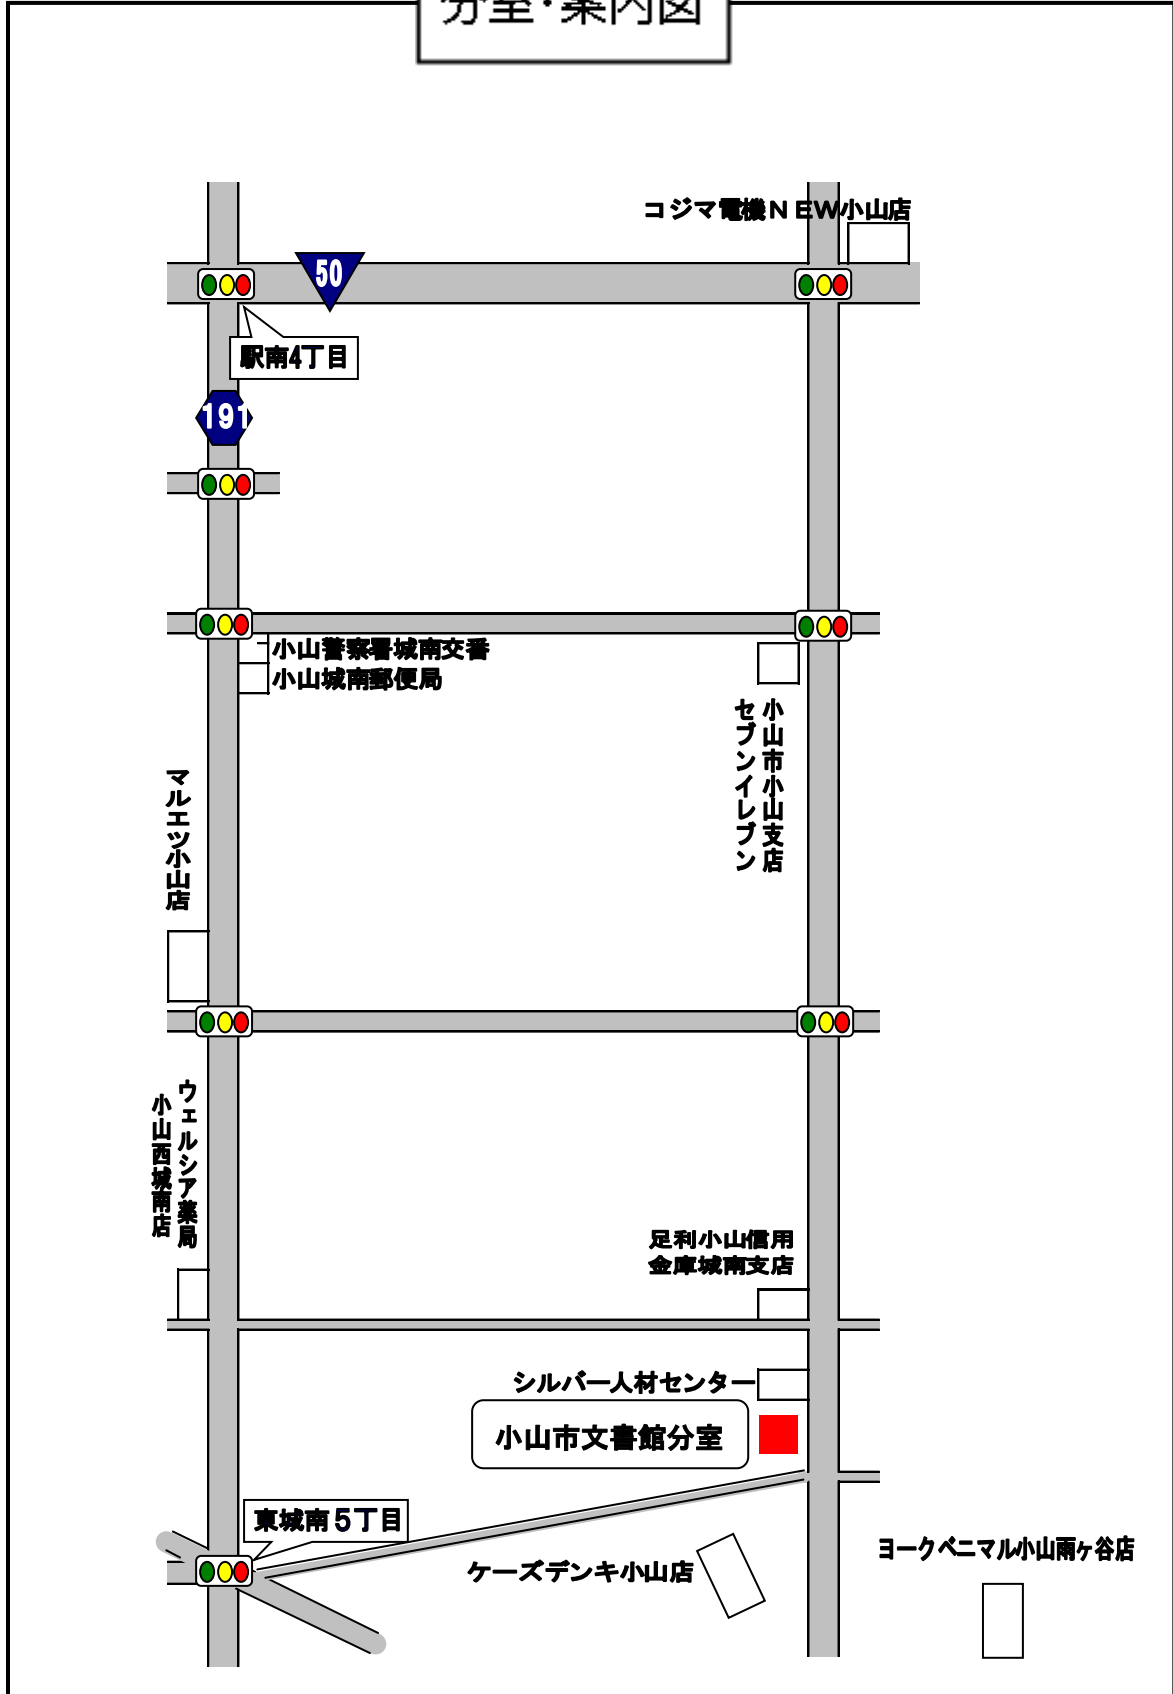 分室・案内図
コジマ電機NEW小山店
50
駅南4丁目
191
小山警察署城南交番
小山城南郵便局
小山市小山支店
セブンイレブン
マルエツ小山店
ウェルシア薬局
小山西城南店
足利小山信用
金庫城南支店
シルバー人材センター
小山市文書館分室
東城南5丁目
ケーズデンキ小山店
ヨークベニマル小山雨ヶ谷店